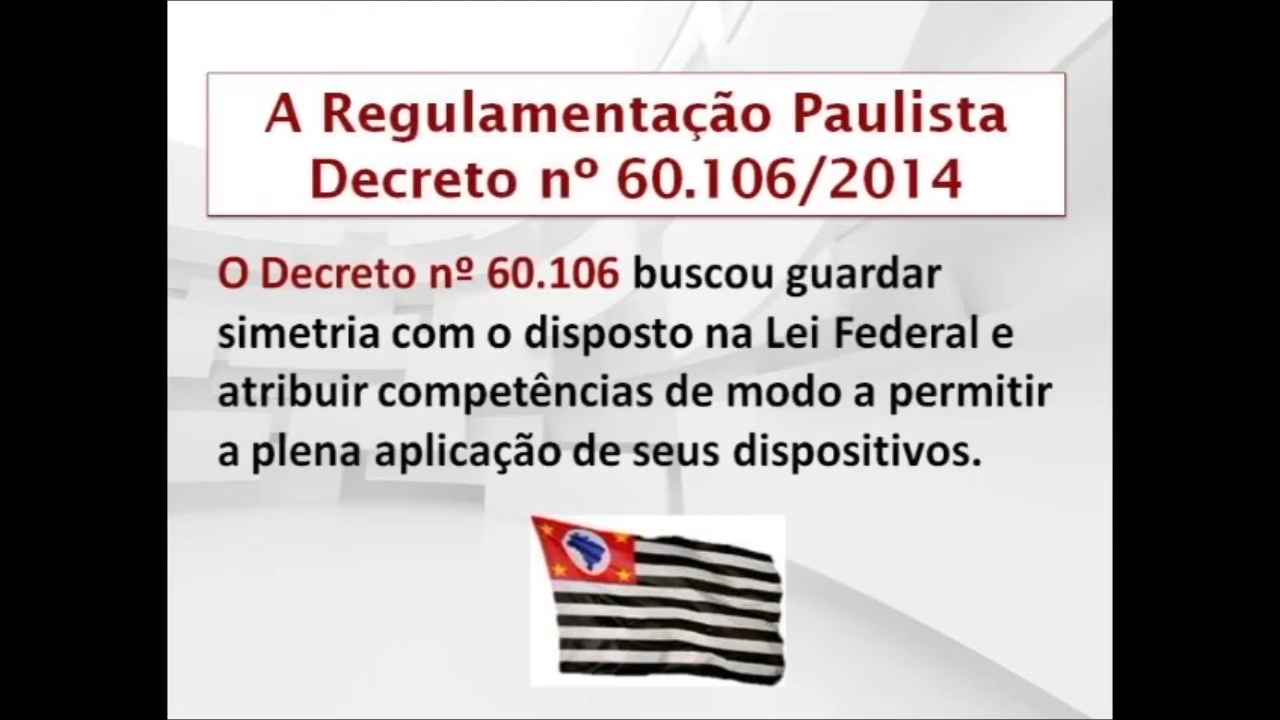 A Regulamentação Paulista
Decreto nº 60.106/2014
O Decreto nº 60.106 buscou guardar
simetria com o disposto na Lei Federal e
atribuir competências de modo a permitir
a plena aplicação de seus dispositivos.